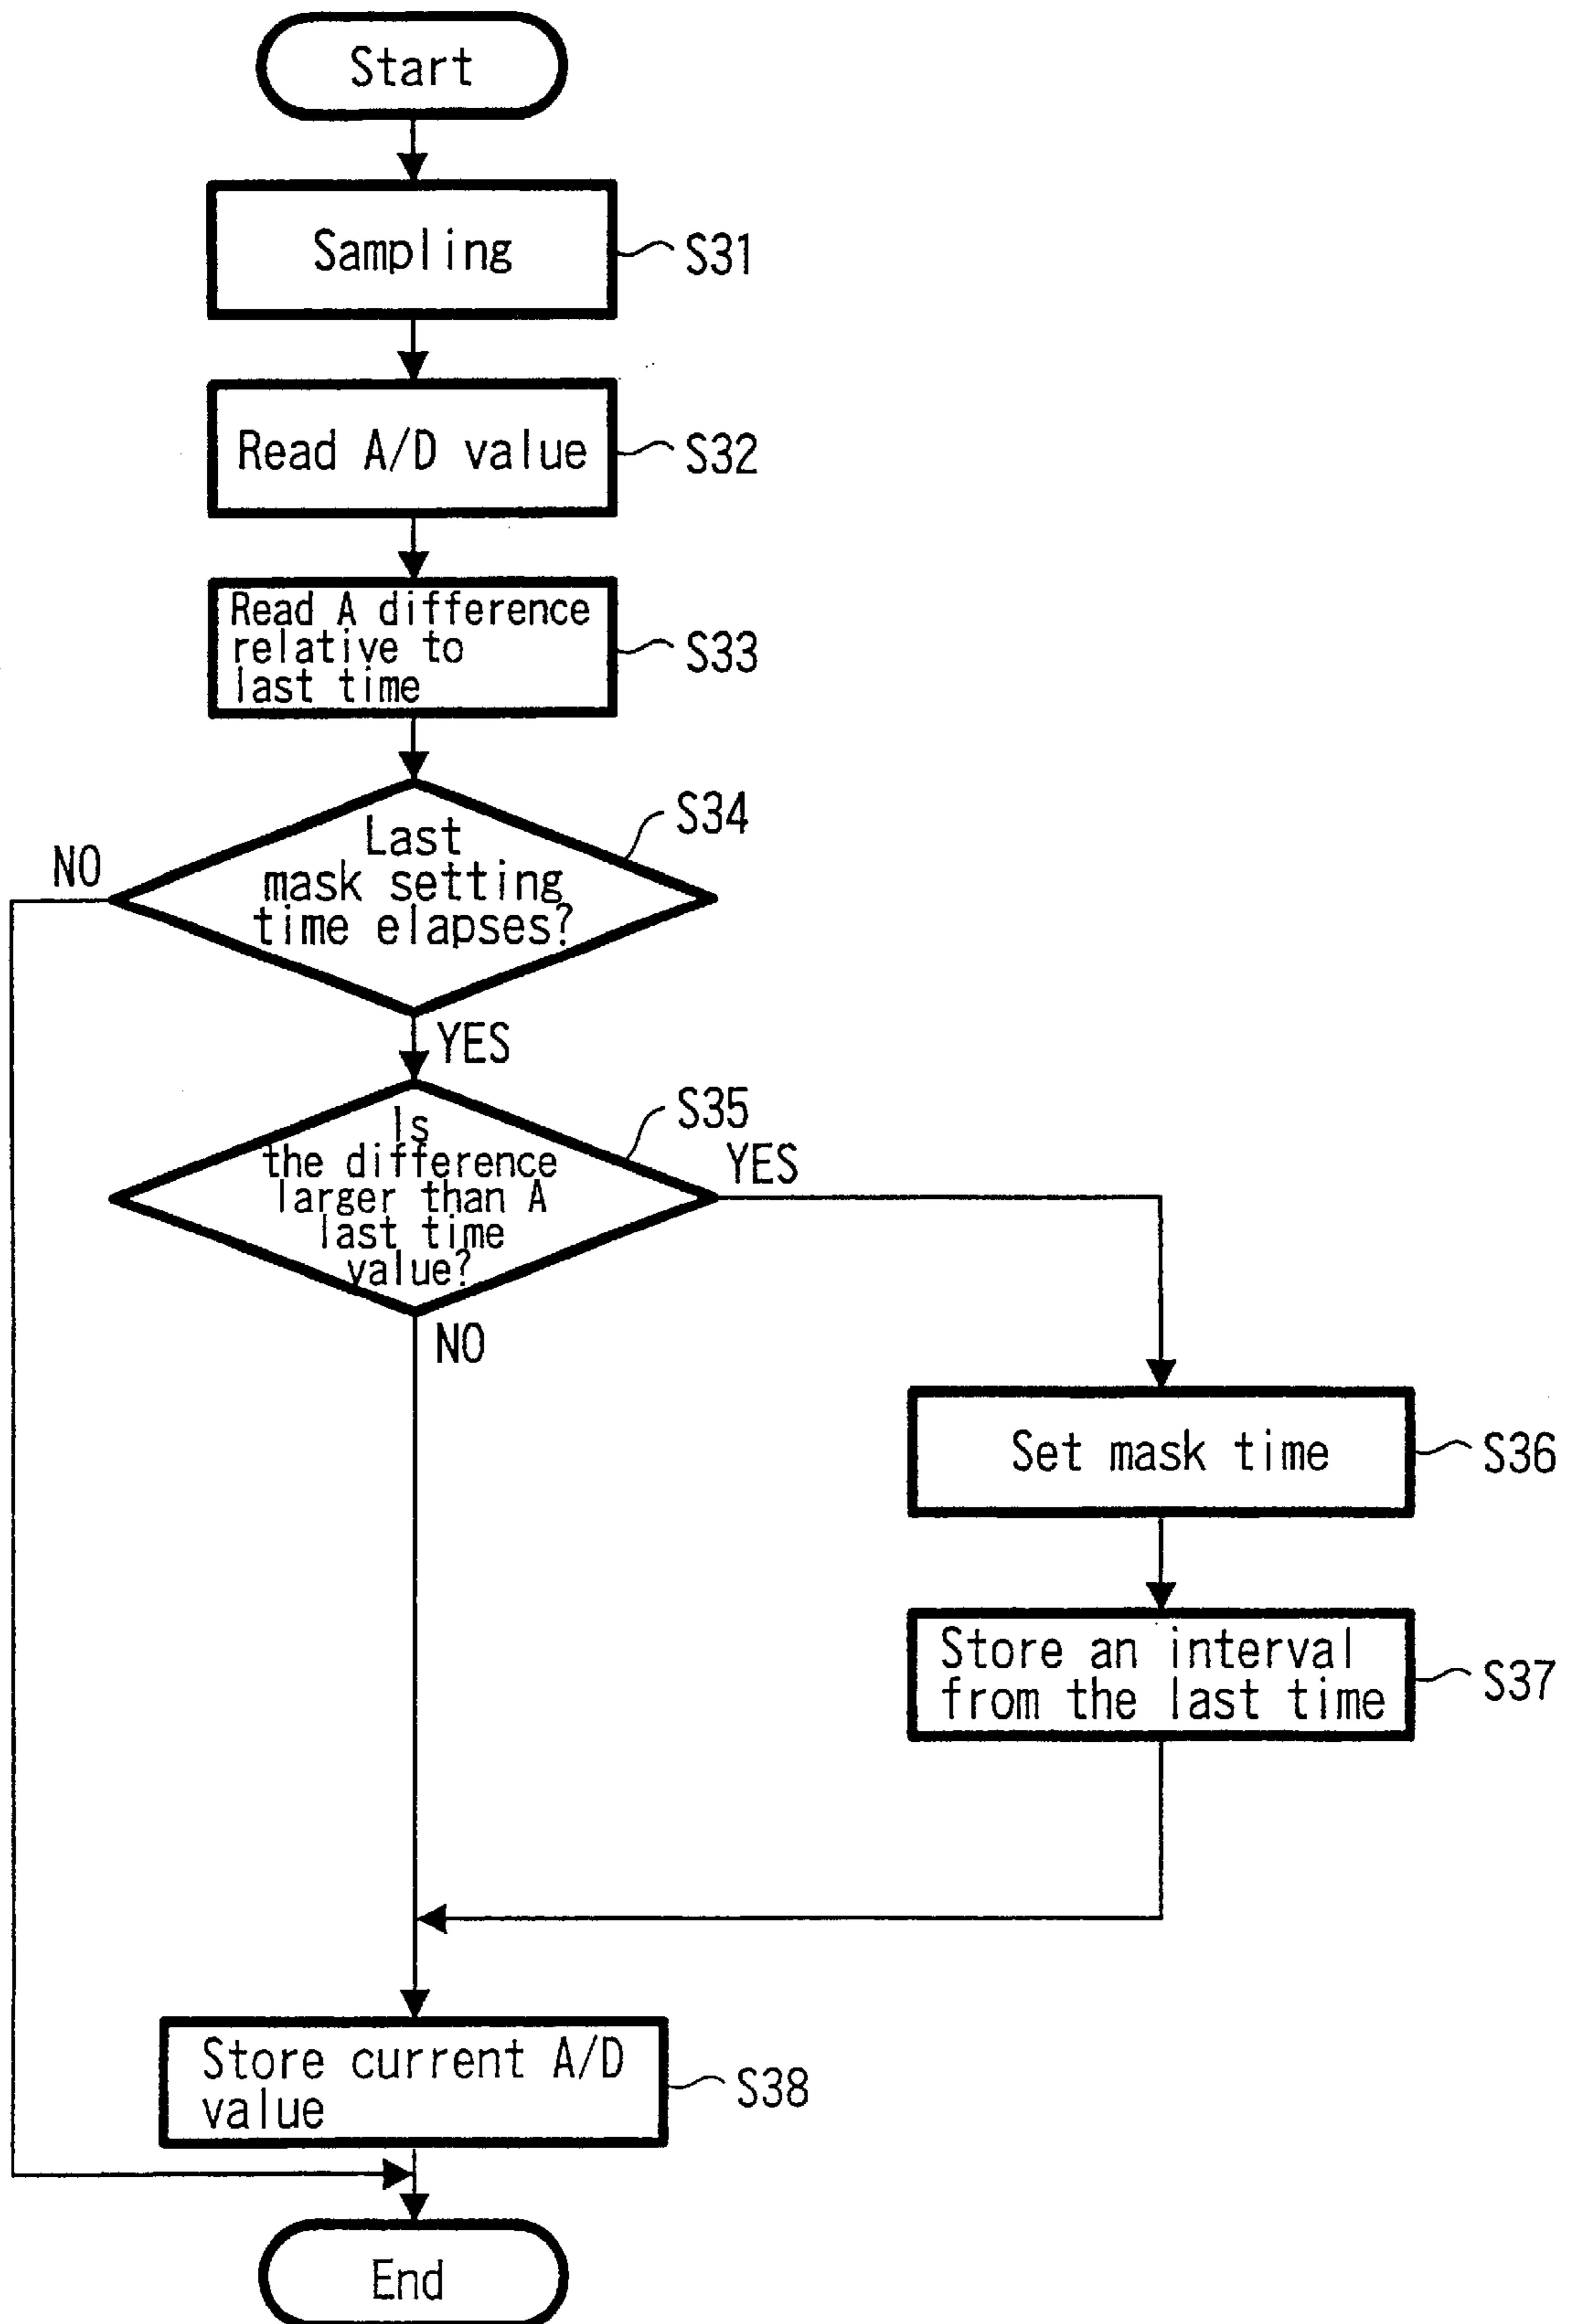 Start
Sampling
S31
Read A/D value
S32
Read A difference
relative to
last time
S33
S34
Last
mask setting
time elapses?
NO
YES
S35
Is
the difference
larger than A
last time
value?
YES
NO
Set mask time
S36
Store an interval
from the last time
S37
Store current A/D
value
S38
End